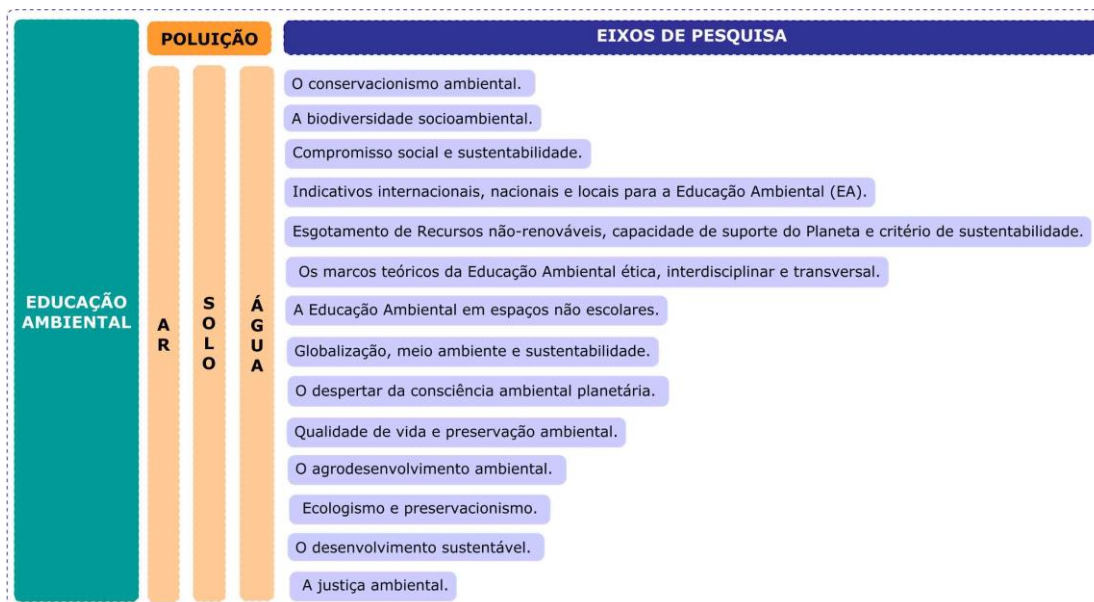 EDUCAÇÃO
AMBIENTAL
POLUIÇÃO
AR
SOLO
ÁGUA
EIXOS DE PESQUISA
O conservacionismo ambiental.
A biodiversidade socioambiental.
Compromisso social e sustentabilidade.
Indicativos internacionais, nacionais e locais para a Educação Ambiental (EA).
Esgotamento de Recursos não-renováveis, capacidade de suporte do Planeta e critério de sustentabilidade.
Os marcos teóricos da Educação Ambiental ética, interdisciplinar e transversal.
A Educação Ambiental em espaços não escolares.
Globalização, meio ambiente e sustentabilidade.
O despertar da consciência ambiental planetária.
Qualidade de vida e preservação ambiental.
O agrodesenvolvimento ambiental.
Ecologismo e preservacionismo.
O desenvolvimento sustentável.
A justiça ambiental.